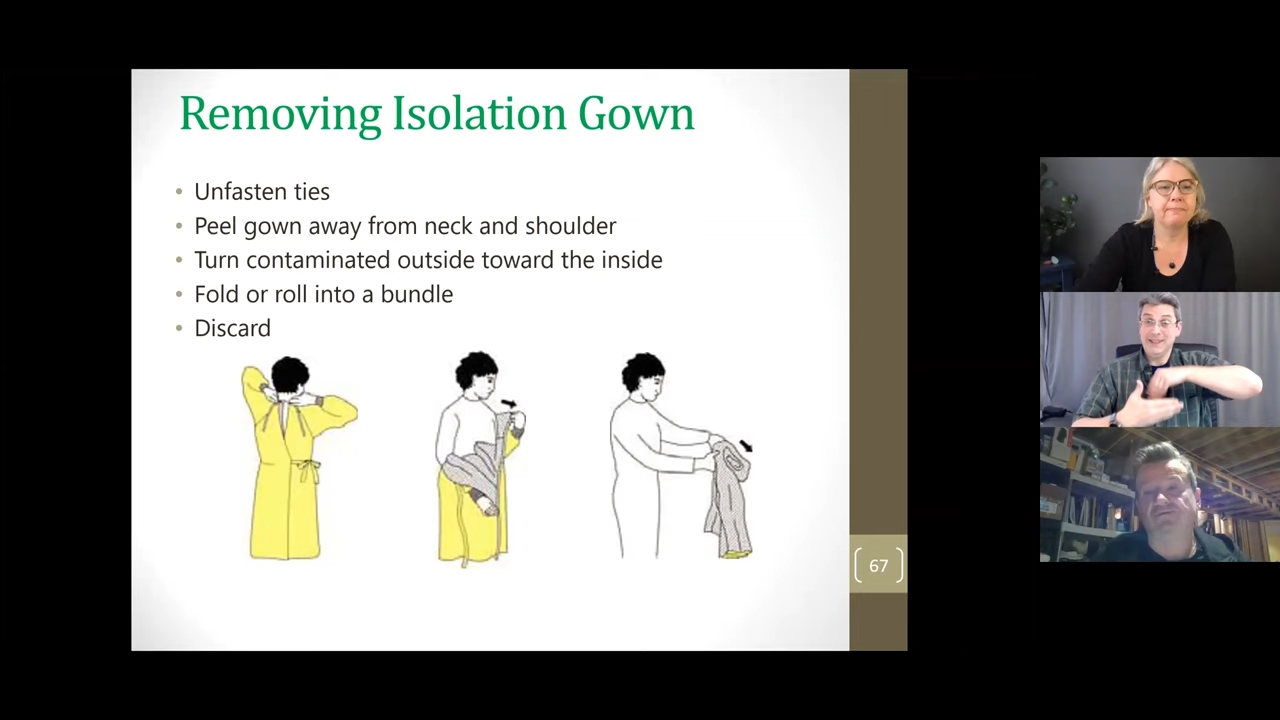 Removing Isolation Gown
• Unfasten ties
• Peel gown away from neck and shoulder
• Turn contaminated outside toward the inside
• Fold or roll into a bundle
• Discard
67